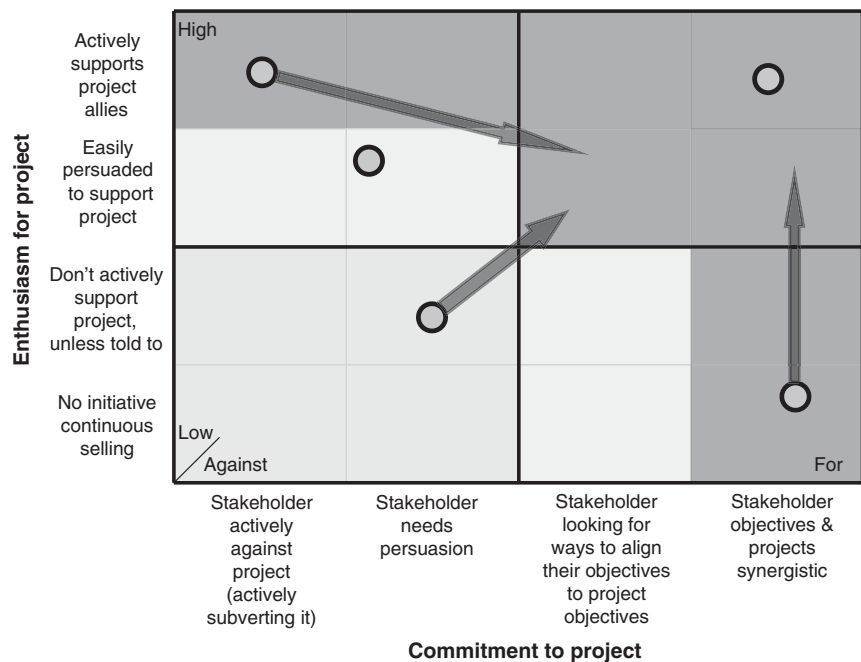 High
Actively
supports
project
allies
Easily
persuaded
to support
project
Enthusiasm for project
Don't actively
support
project,
unless told to
No initiative
continuous
selling
Low
Against
For
Stakeholder
actively
against
project
(actively
subverting it)
Stakeholder
needs
persuasion
Stakeholder
looking for
ways to align
their objectives
to project
objectives
Stakeholder
objectives &
projects
synergistic
Commitment to project